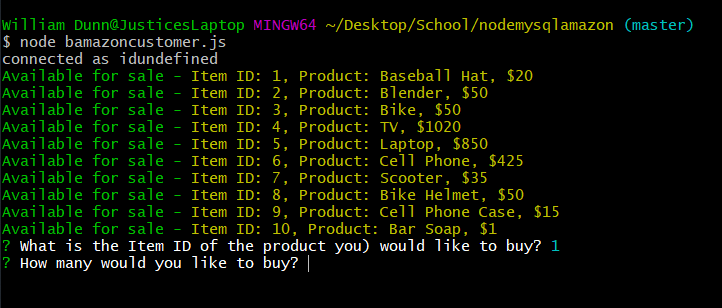 William Dunn@JusticesLaptop MINGW64 ~/Desktop/School/nodemysqlamazon (master)
$ node bamazoncustomer.js
connected as idundefined
Available for sale - Item ID: 1, Product: Baseball Hat, $20
Available for sale - Item ID: 2, Product: Blender, $50
Available for sale - Item ID: 3, Product: Bike, $50
Available for sale - Item ID: 4, Product: TV, $1020
Available for sale - Item ID: 5, Product: Laptop, $850
Available for sale - Item ID: 6, Product: Cell Phone, $425
Available for sale - Item ID: 7, Product: Scooter, $35
Available for sale - Item ID: 8, Product: Bike Helmet, $50
Available for sale - Item ID: 9, Product: Cell Phone Case, $15
Available for sale - Item ID: 10, Product: Bar Soap, $1
? What is the Item ID of the product you) would like to buy? 1
? How many would you like to buy?